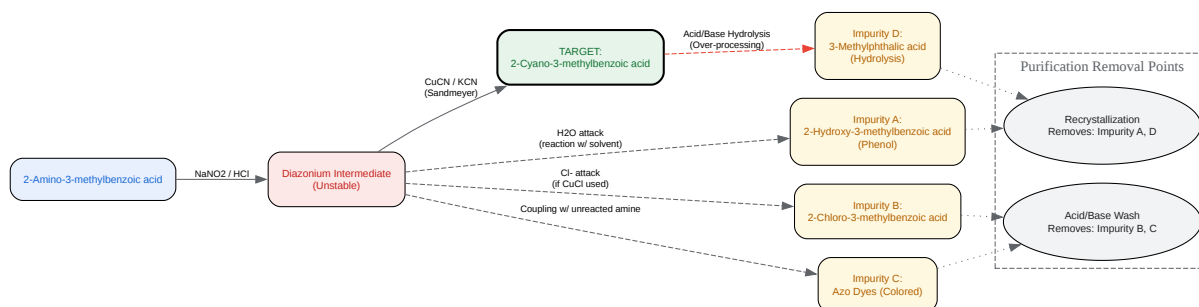 2-Amino-3-methylbenzoic acid
NaNO2 / HCl
Diazonium Intermediate
(Unstable)
CuCN / KCN
(Sandmeyer)
TARGET:
2-Cyano-3-methylbenzoic acid
Acid/Base Hydrolysis
(Over-processing)
Impurity D:
3-Methylphthalic acid
(Hydrolysis)
H2O attack
(reaction w/ solvent)
Impurity A:
2-Hydroxy-3-methylbenzoic acid
(Phenol)
Cl- attack
(if CuCl used)
Impurity B:
2-Chloro-3-methylbenzoic acid
Coupling w/ unreacted amine
Impurity C:
Azo Dyes (Colored)
Purification Removal Points
Recrystallization
Removes: Impurity A, D
Acid/Base Wash
Removes: Impurity B, C